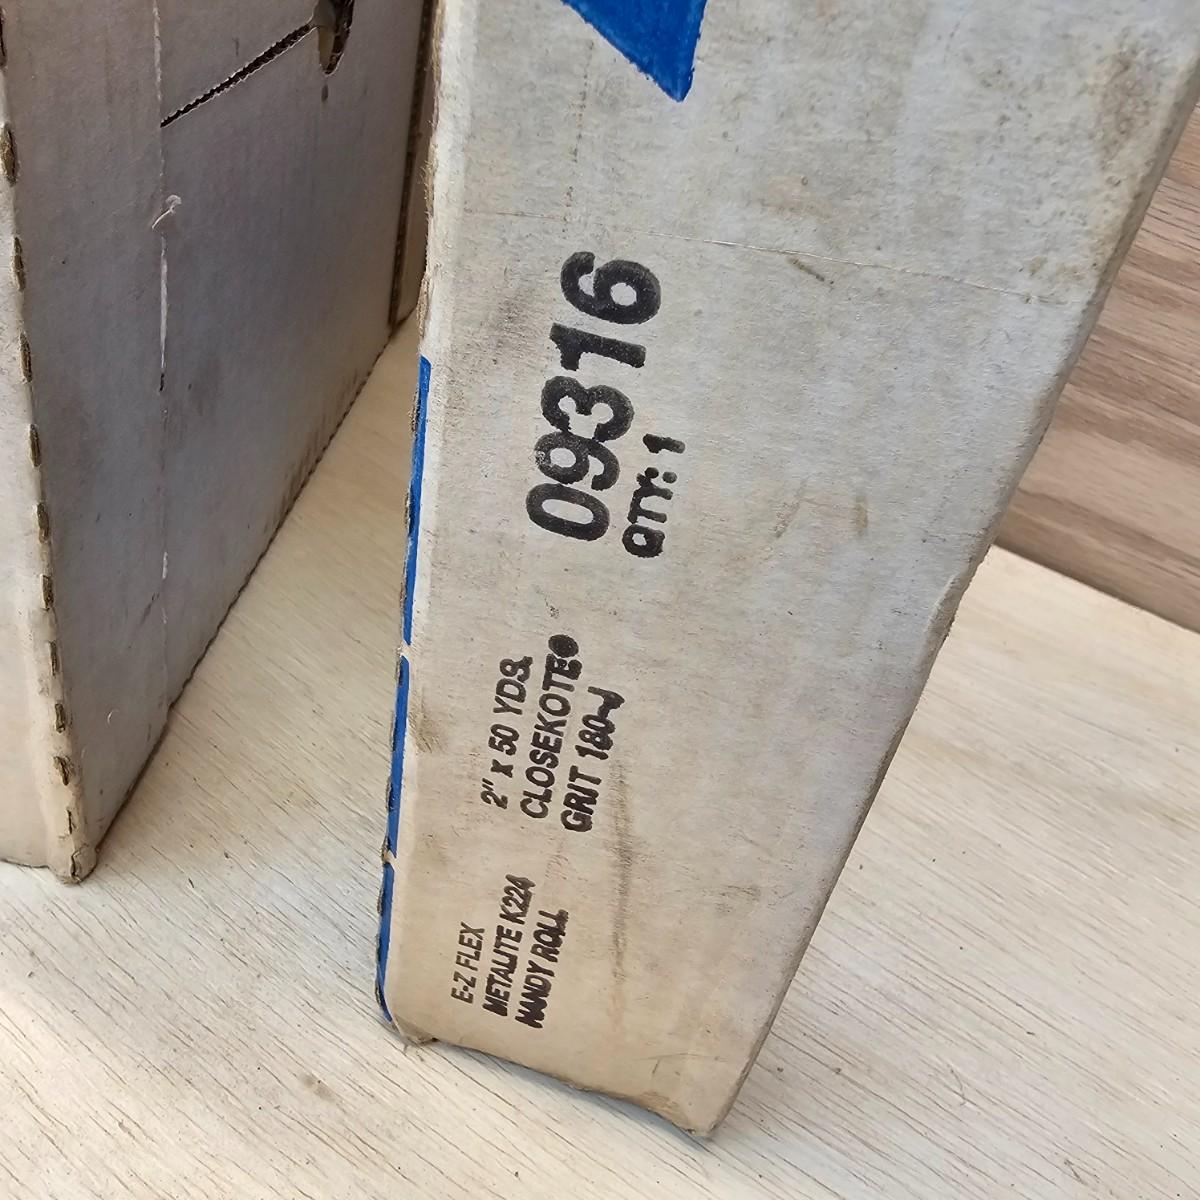 09316
QTY: 1
2" x 50 YDS.
CLOSEKOTE®
GRIT 180-J
E-Z FLEX
METALITE K224
HANDY ROLL